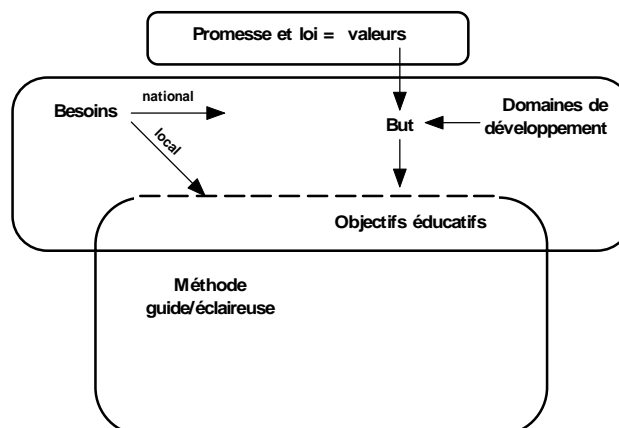 Promesse et loi = valeurs
national
Besoins
local
But
Domaines de
développement
Objectifs éducatifs
Méthode
guide/éclaireuse